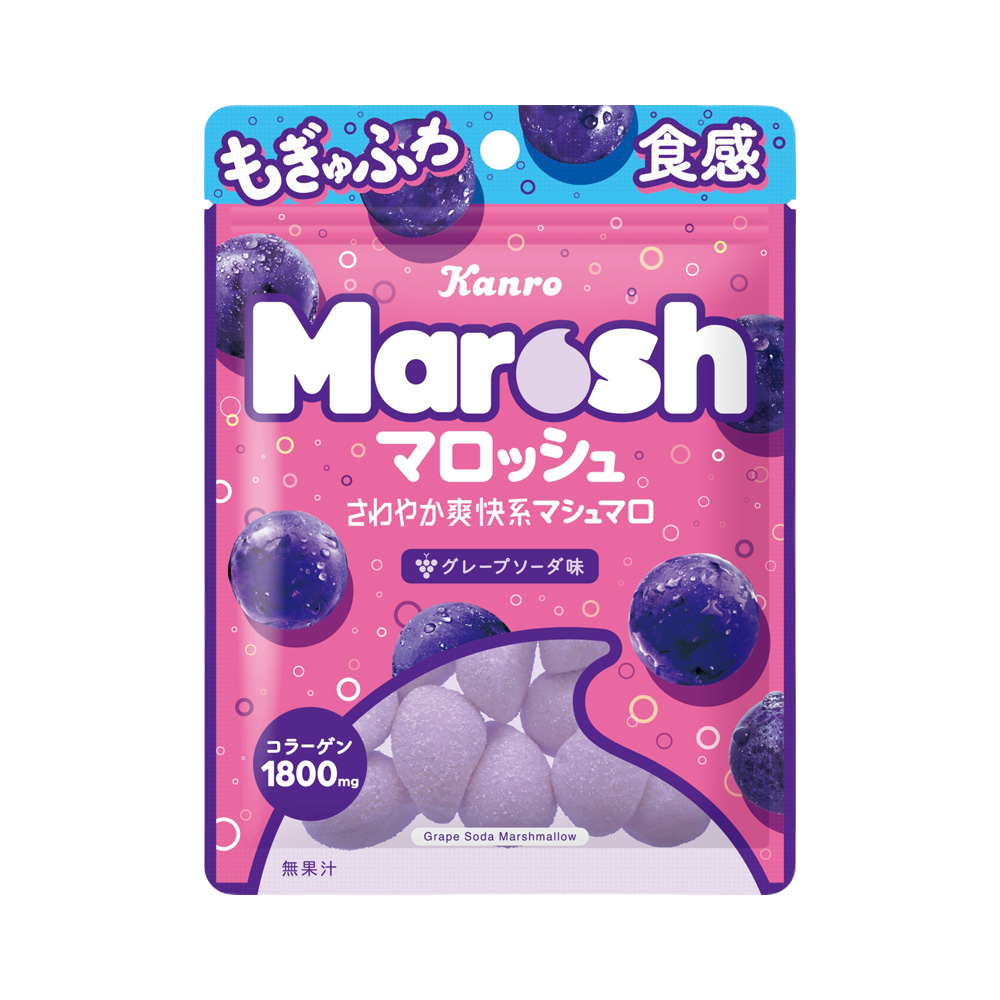 もぎゅふわ 食感
Kanro
Marosh
マロッシュ
さわやか爽快系マシュマロ
グレープソーダ味
コラーゲン
1800mg
Grape Soda Marshmallow
無果汁